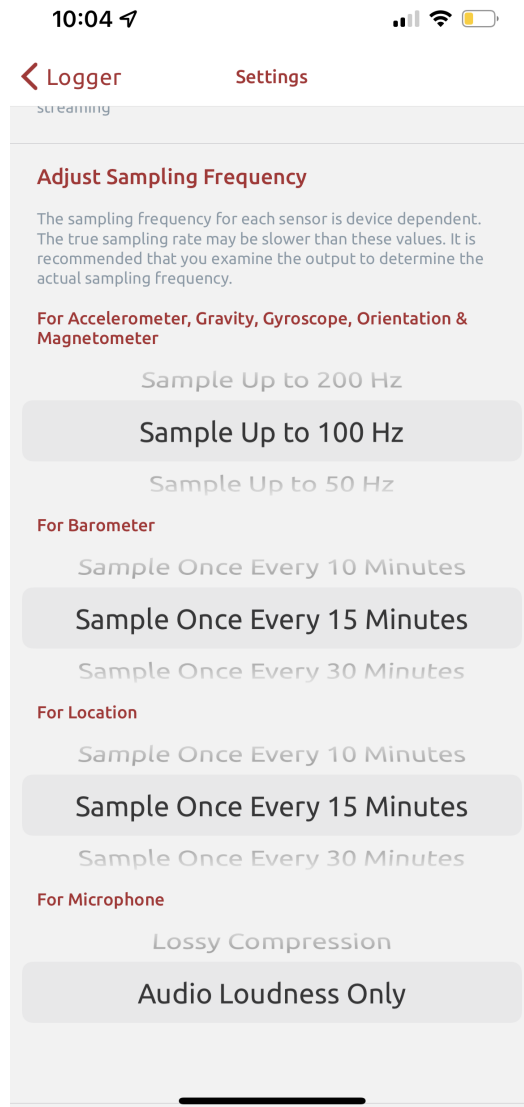 10:04
Logger
Settings
streaming
Adjust Sampling Frequency
The sampling frequency for each sensor is device dependent.
The true sampling rate may be slower than these values. It is
recommended that you examine the output to determine the
actual sampling frequency.
For Accelerometer, Gravity, Gyroscope, Orientation &
Magnetometer
Sample Up to 200 Hz
Sample Up to 100 Hz
Sample Up to 50 Hz
For Barometer
Sample Once Every 10 Minutes
Sample Once Every 15 Minutes
Sample Once Every 30 Minutes
For Location
Sample Once Every 10 Minutes
Sample Once Every 15 Minutes
Sample Once Every 30 Minutes
For Microphone
Lossy Compression
Audio Loudness Only